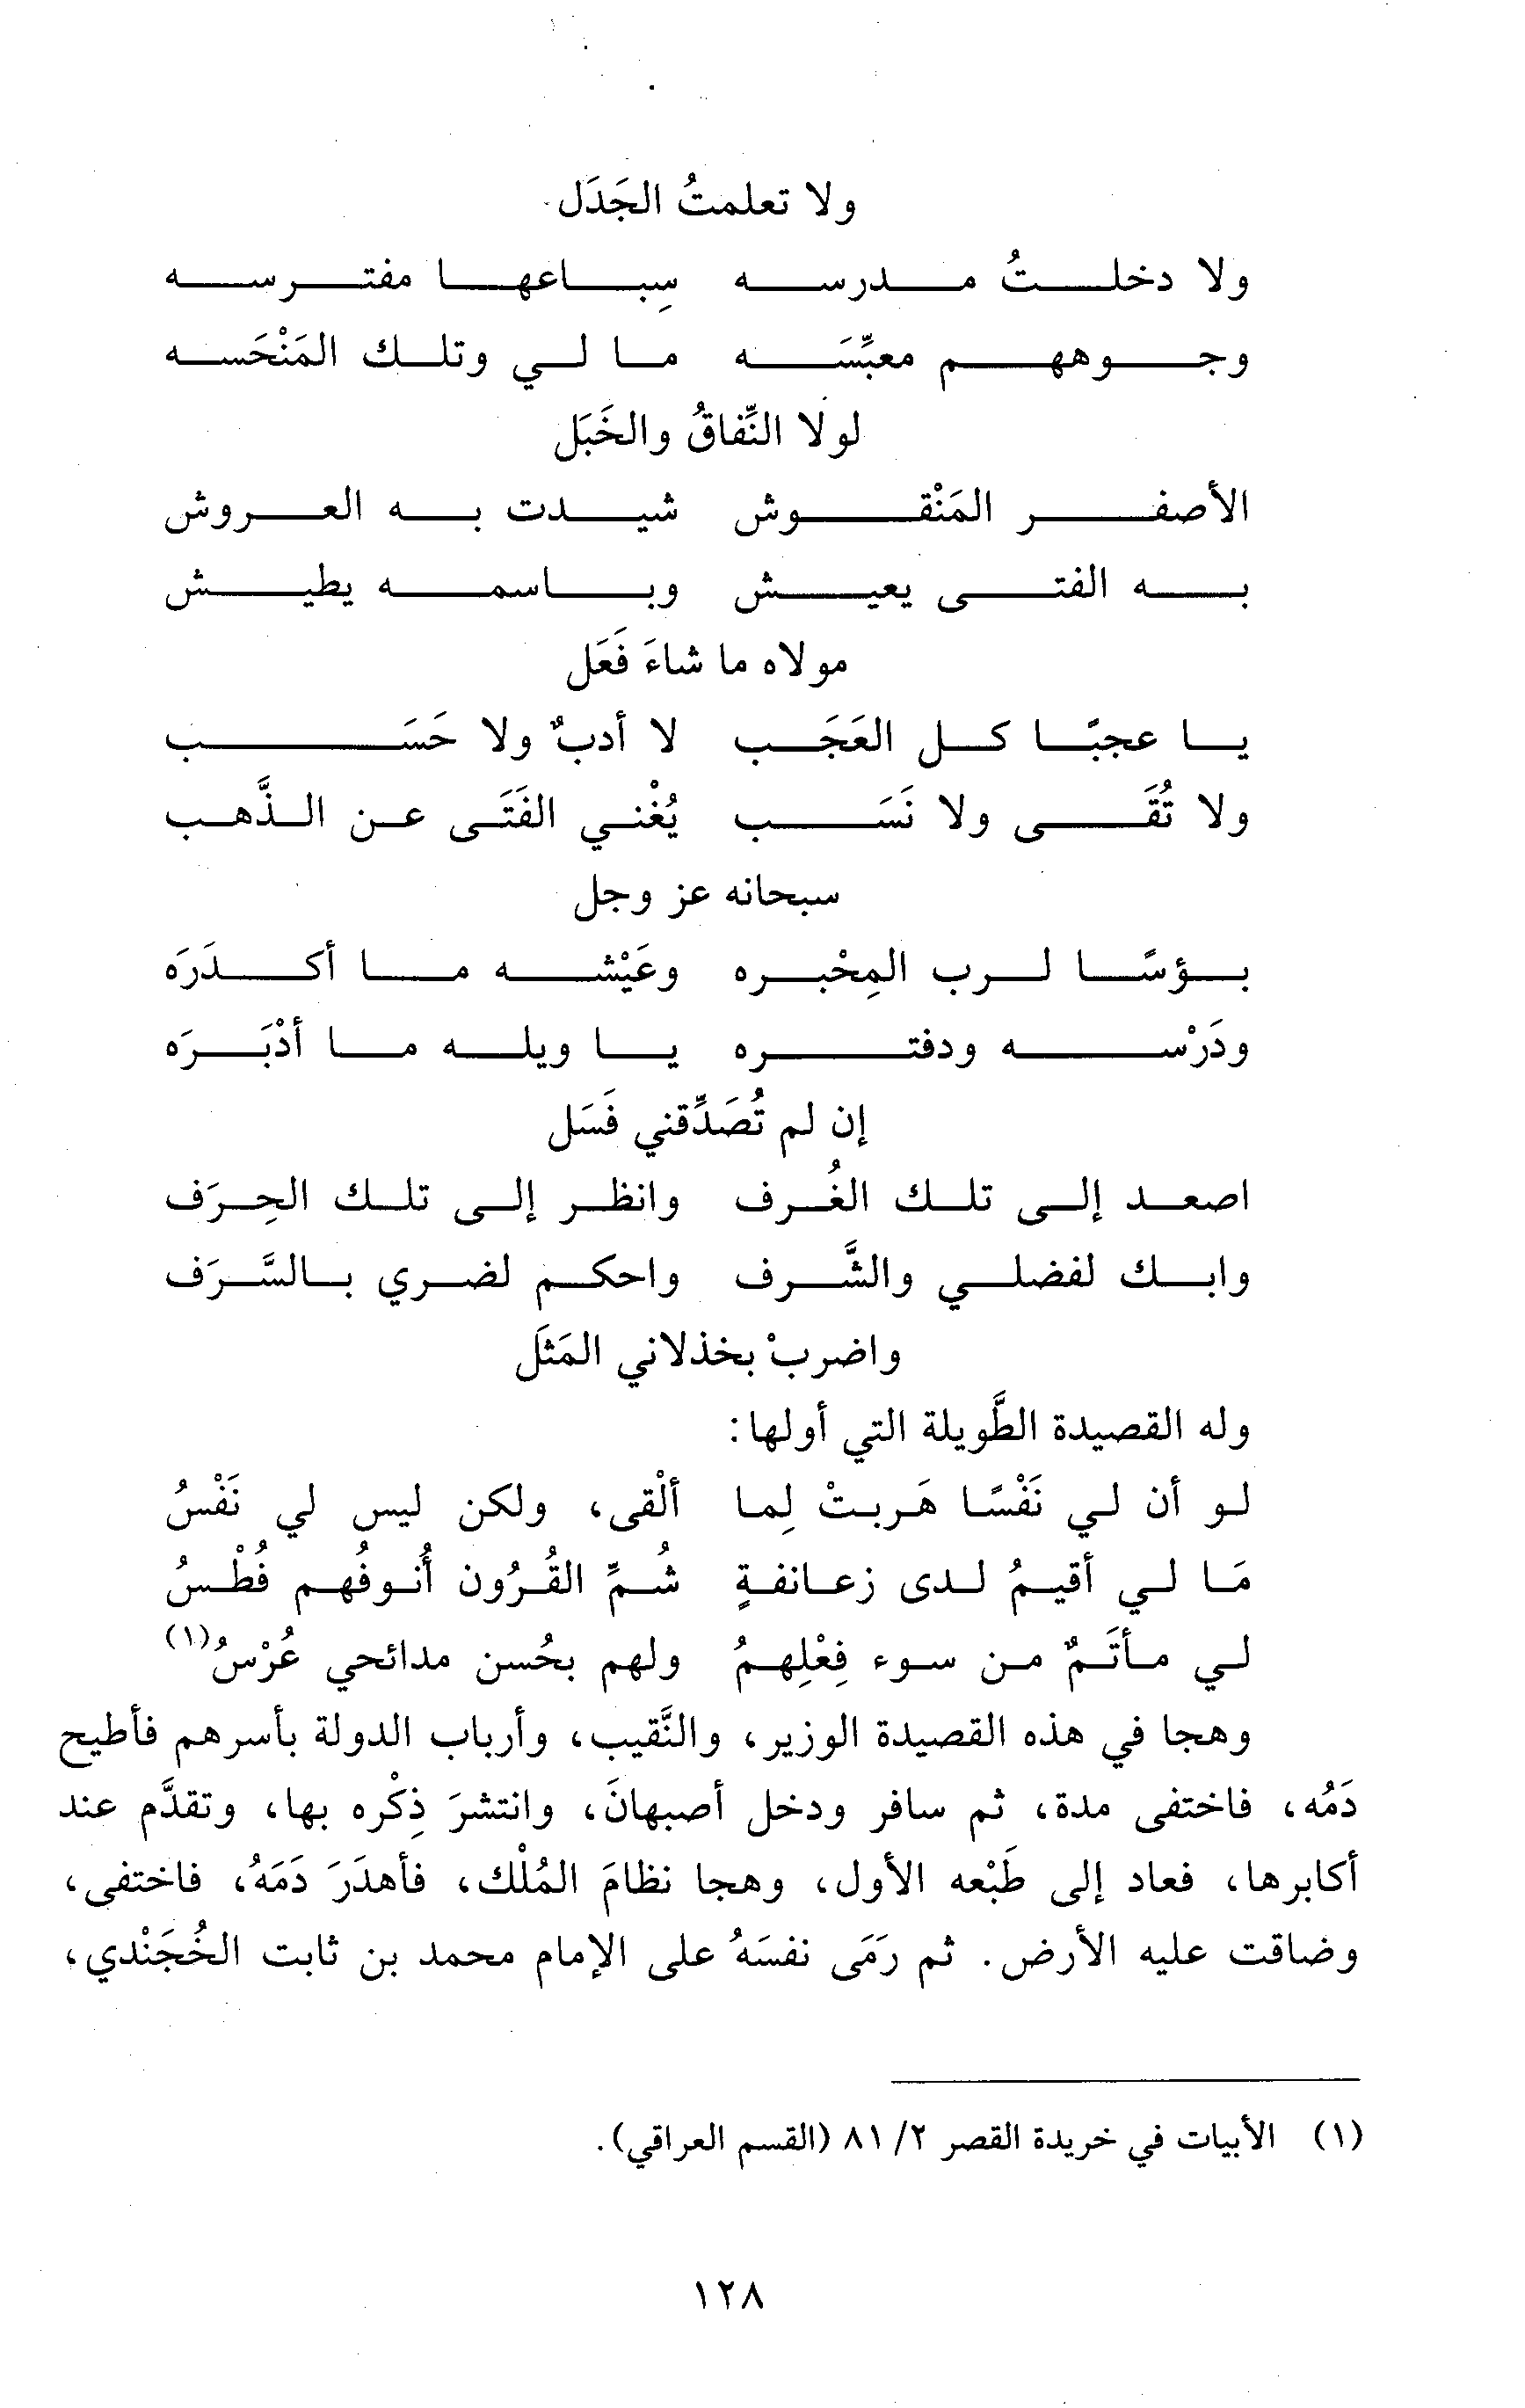 ولا تعلمتُ الجَدَل
ولا دخلتُ مدرسه سِباعها مفترسه
وجوههم معبِّسَه ما لي وتلك المَنْحَسه
لولا النِّفاقُ والخَبَل
الأصفر المَنْقوش شيدت به العروش
به الفتى يعيش وباسمه يطيش
مولاه ما شاءَ فَعَل
يا عجبًا كل العَجَب لا أدبٌ ولا حَسَب
ولا تُقَى ولا نَسَب يُغْني الفَتَى عن الذَّهب
سبحانه عز وجل
بؤسًا لرب المِحْبره وعَيْشه ما أكدَرَه
ودَرْسه ودفتره يا ويله ما أدْبَرَه
إن لم تُصَدِّقني فَسَل
اصعد إلى تلك الغُرف وانظر إلى تلك الحِرَف
وابك لفضلي والشَّرف واحكم لضري بالسَّرَف
واضربْ بخذلاني المَثَل
وله القصيدة الطَّويلة التي أولها:
لو أن لي نَفْسًا هَربتْ لِما ألْقى، ولكن ليس لي نَفْسُ
مَا لي أقيمُ لدى زعانفةٍ شُمِّ القُرُون أُنوفُهم فُطْسُ
لي مأتَمٌ من سوء فِعْلِهمُ ولهم بحُسن مدائحي عُرْسُ(١)
وهجا في هذه القصيدة الوزير، والنَّقيب، وأرباب الدولة بأسرهم فأطيح
دَمُه، فاختفى مدة، ثم سافر ودخل أصبهانَ، وانتشرَ ذِكْره بها، وتقدَّم عند
أكابرها، فعاد إلى طَبْعه الأول، وهجا نظامَ المُلْك، فأهدَرَ دَمَهُ، فاختفى،
وضاقت عليه الأرض. ثم رَمَى نفسَهُ على الإمام محمد بن ثابت الخُجَنْدي،
(١) الأبيات في خريدة القصر ٢/ ٨١ (القسم العراقي).
١٢٨